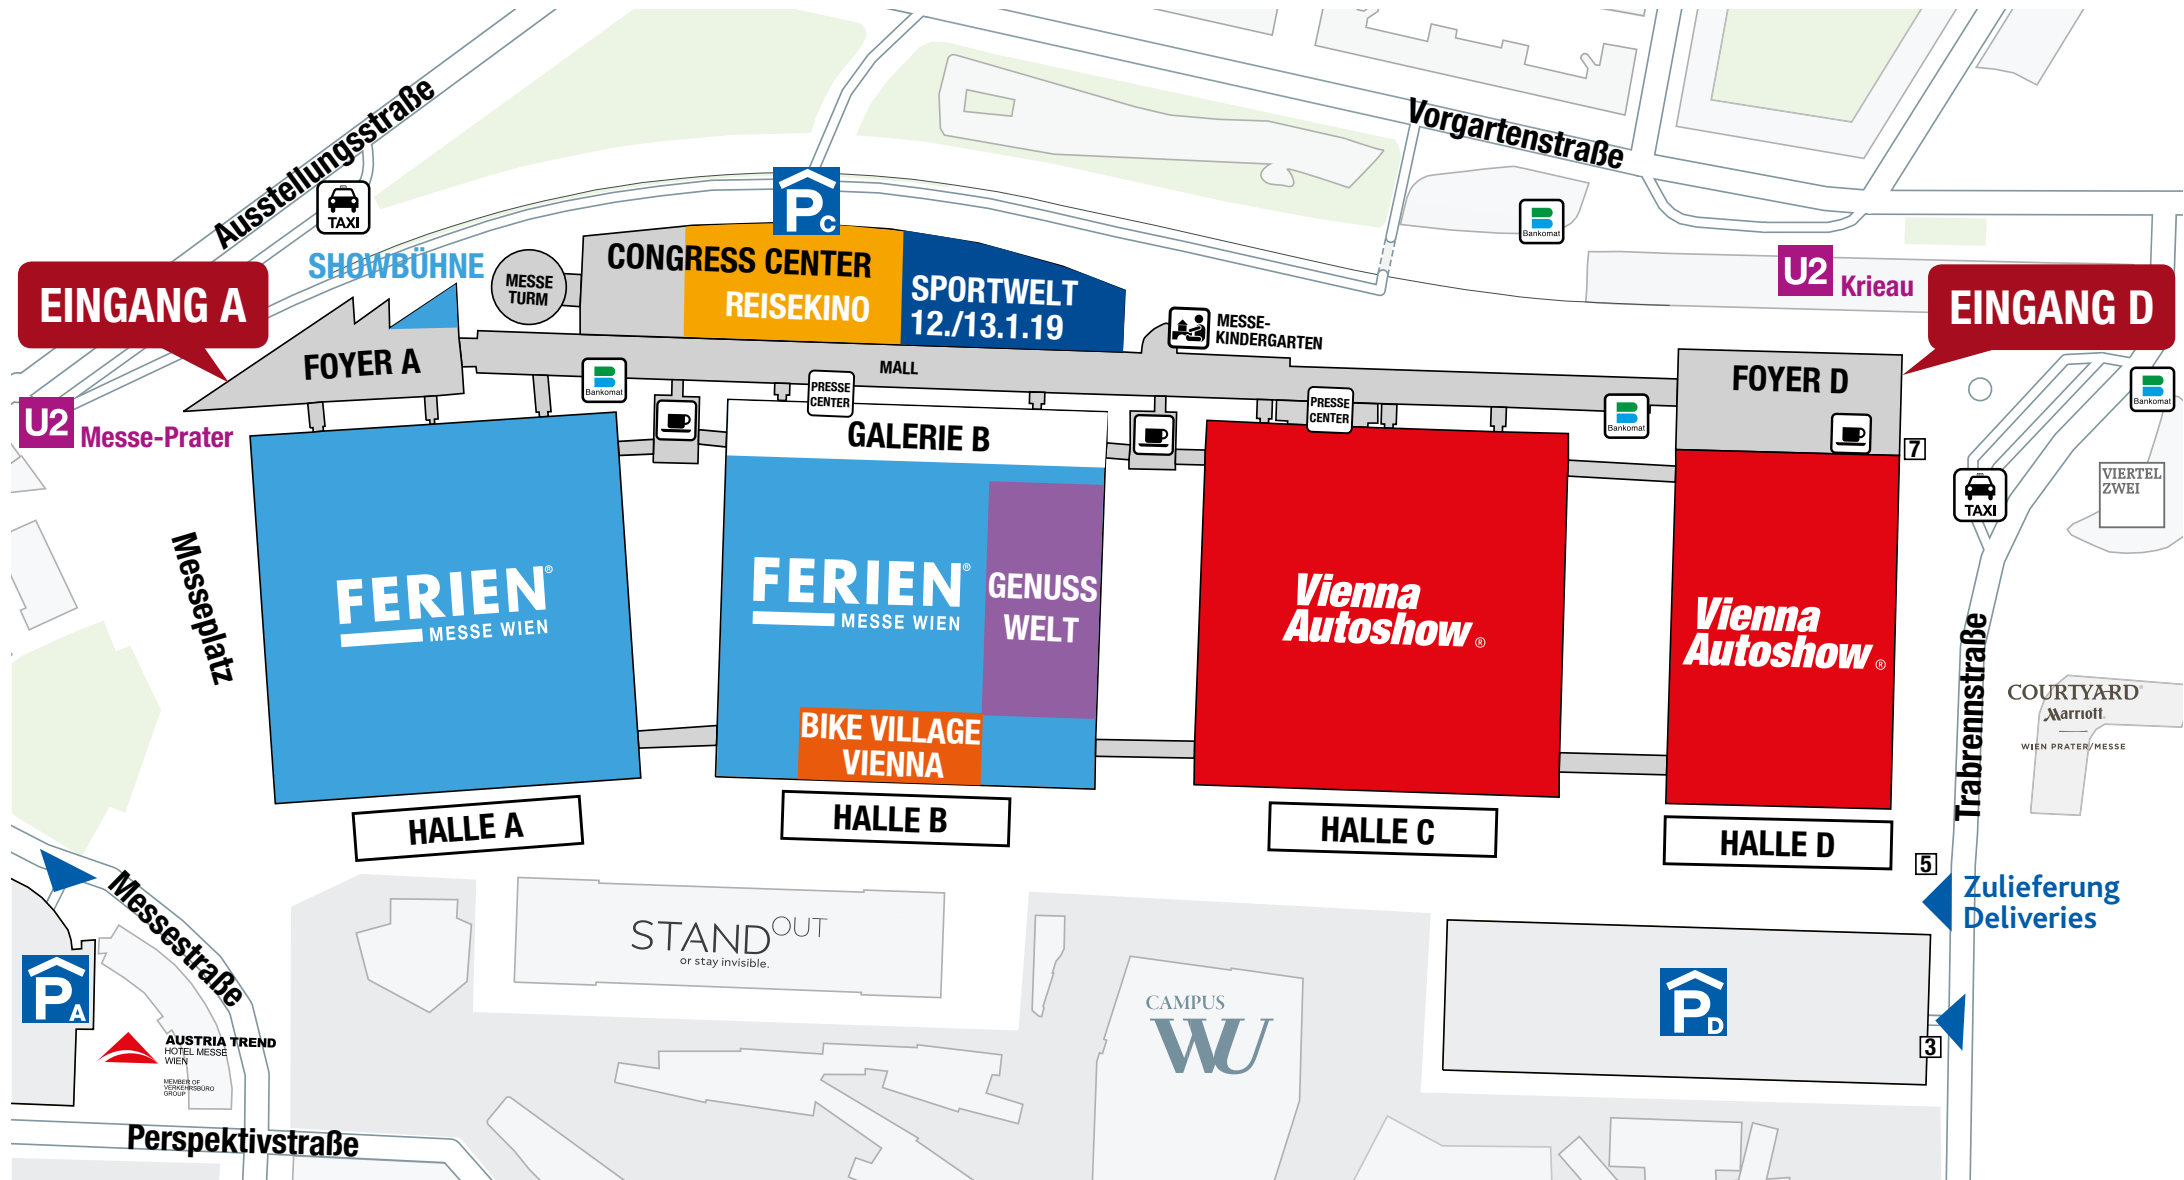 Ausstellungsstraße
Vorgartenstraße
TAXI
P C
Bankomat
SHOWBÜHNE
MESSE
TURM
CONGRESS CENTER
REISEKINO
SPORTWELT
12./13.1.19
U2 Krieau
EINGANG A
EINGANG D
MESSE-
KINDERGARTEN
FOYER A
MALL
FOYER D
Bankomat
PRESSE
CENTER
PRESSE
CENTER
Bankomat
Bankomat
U2 Messe-Prater
GALERIE B
7
VIERTEL
ZWEI
TAXI
Messeplatz
FERIEN®
MESSE WIEN
FERIEN®
MESSE WIEN
GENUSS
WELT
Vienna
Autoshow®
Vienna
Autoshow®
Trabrennstraße
COURTYARD®
Marriott.
WIEN PRATER/MESSE
BIKE VILLAGE
VIENNA
HALLE A
HALLE B
HALLE C
HALLE D
5
Zulieferung
Deliveries
Messestraße
STANDOUT
or stay invisible.
P A
CAMPUS
WU
P D
3
AUSTRIA TREND
HOTEL MESSE
WIEN
MEMBER OF
VERKEHRSBÜRO
GROUP
Perspektivstraße